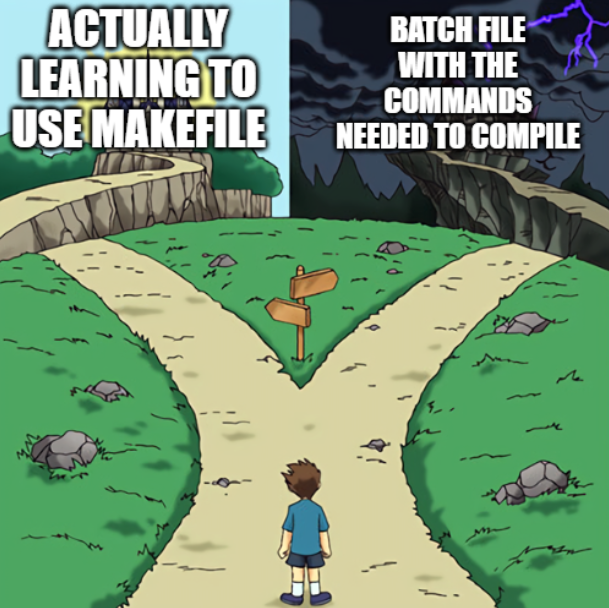 ACTUALLY
LEARNING TO
USE MAKEFILE
BATCH FILE
WITH THE
COMMANDS
NEEDED TO COMPILE